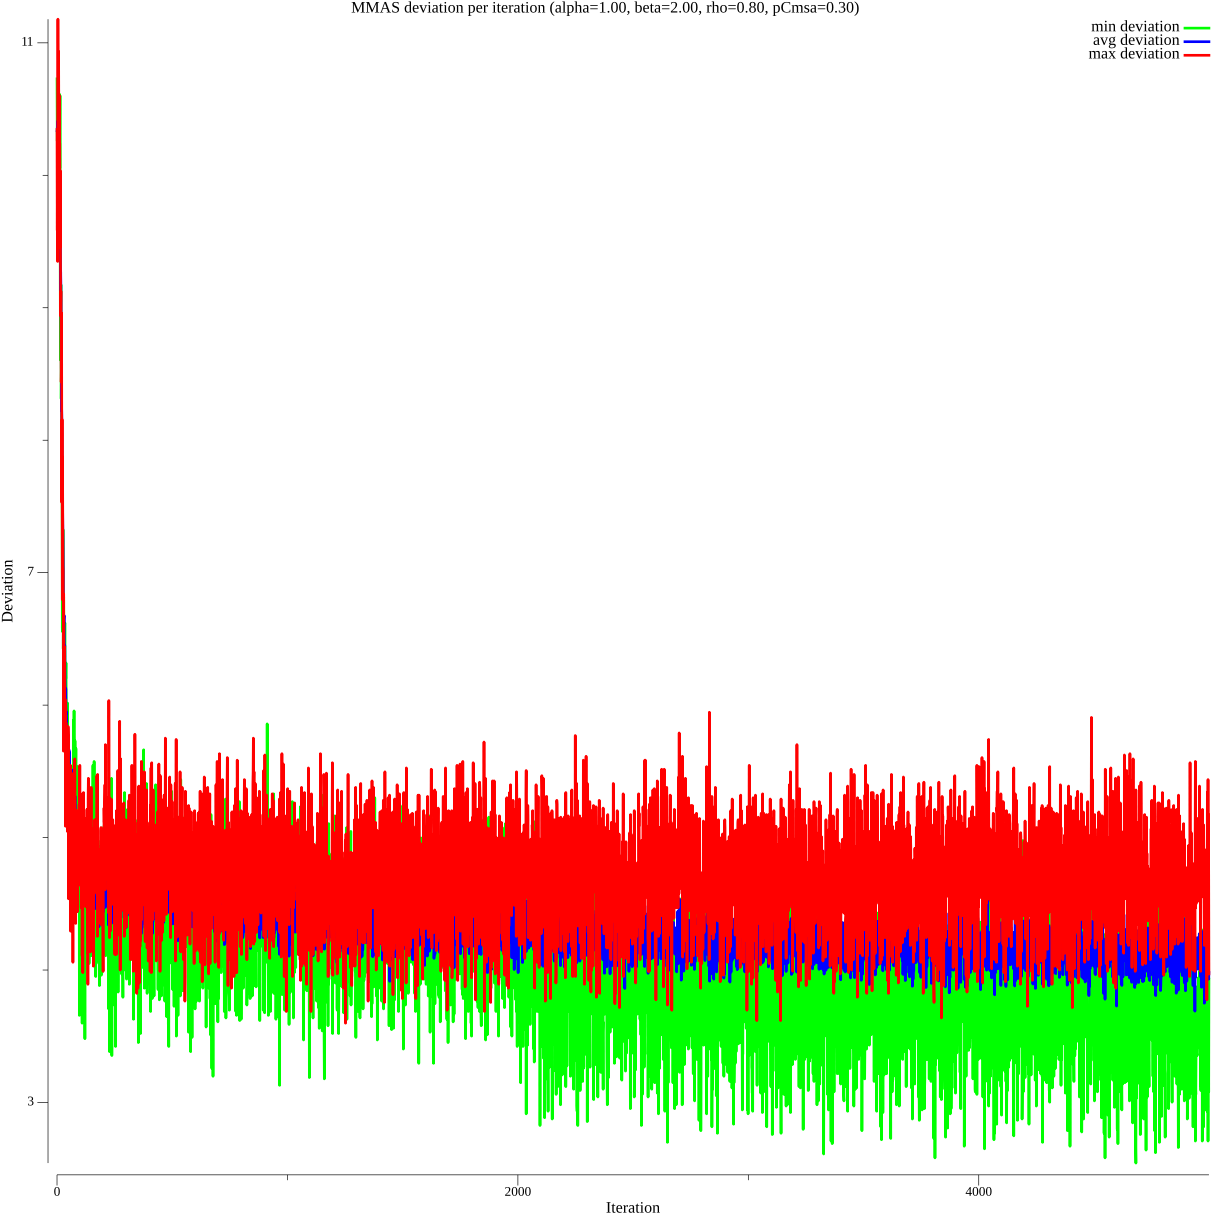 MMAS deviation per iteration (alpha=1.00, beta=2.00, rho=0.80, pCmsa=0.30)
min deviation
avg deviation
max deviation
11
7
3
Deviation
0
2000
4000
Iteration